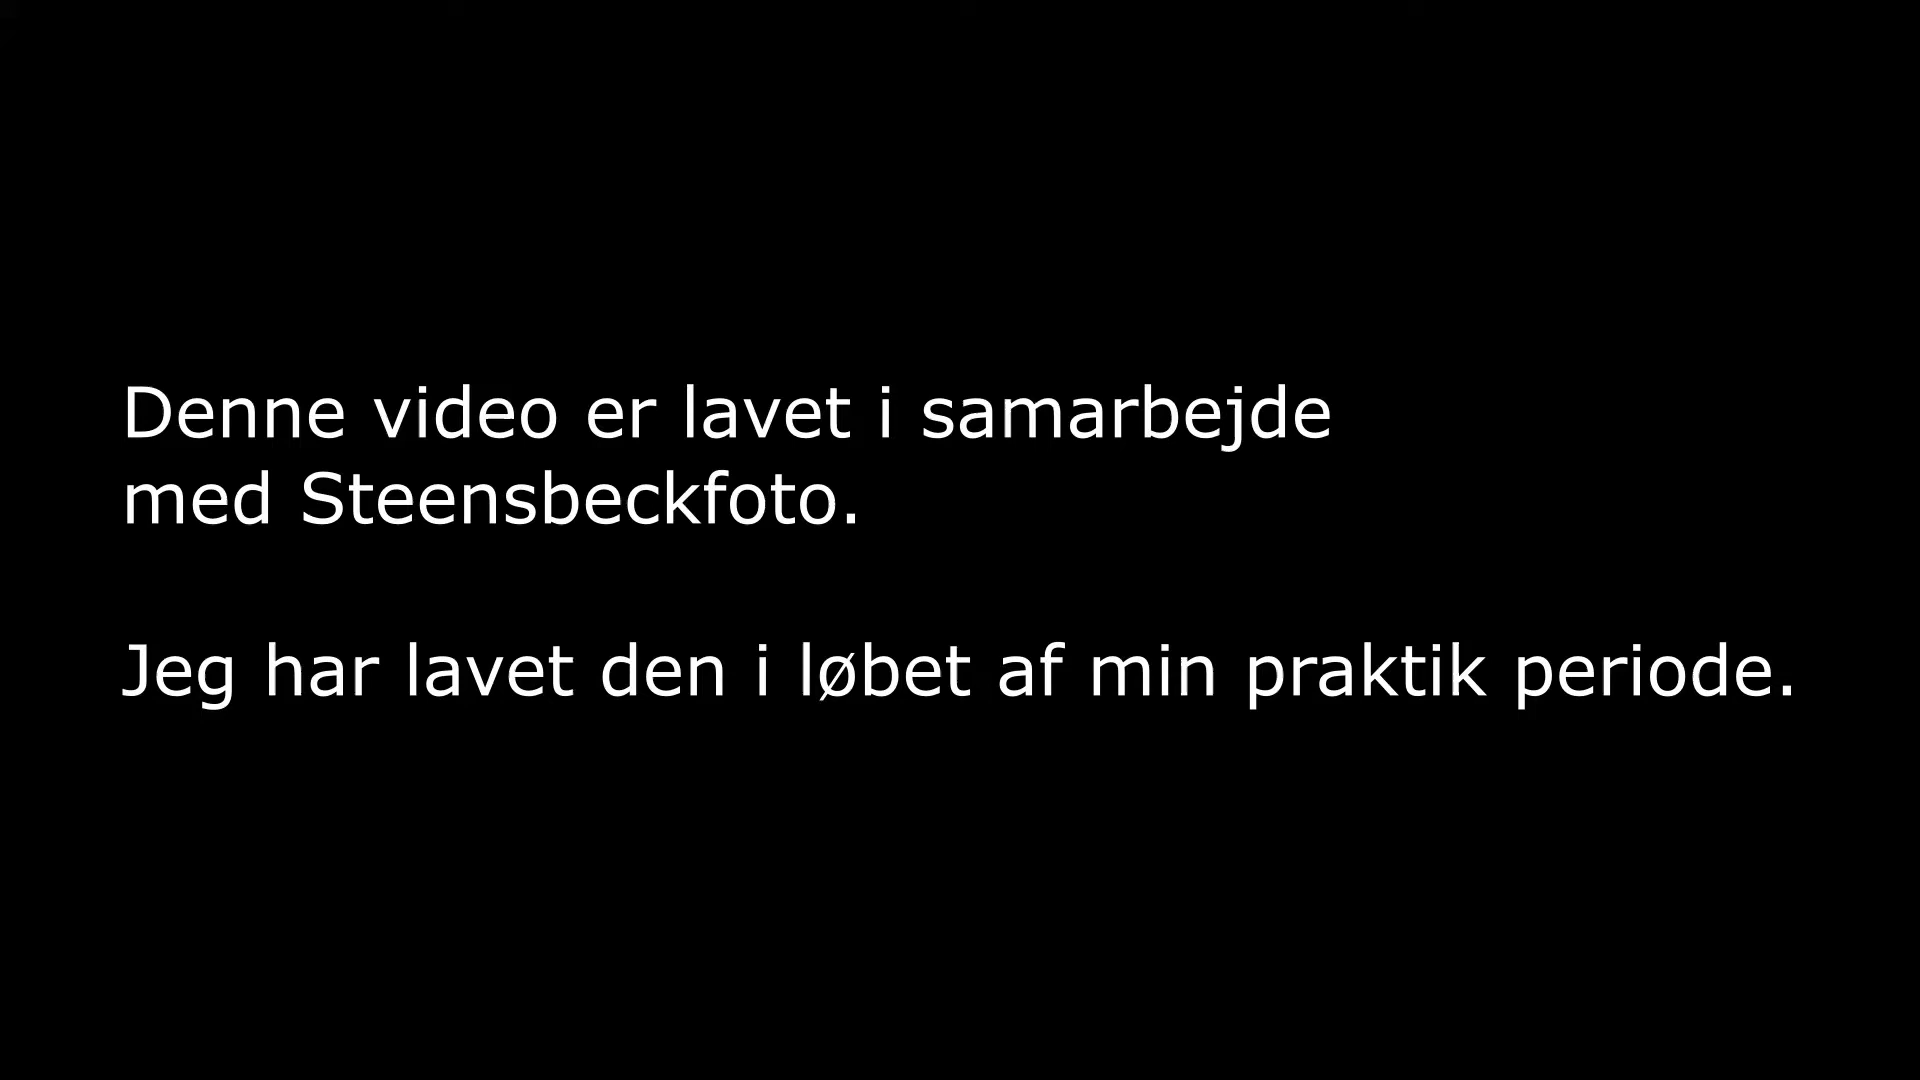 Denne video er lavet i samarbejde
med Steensbeckfoto.
Jeg har lavet den i løbet af min praktik periode.